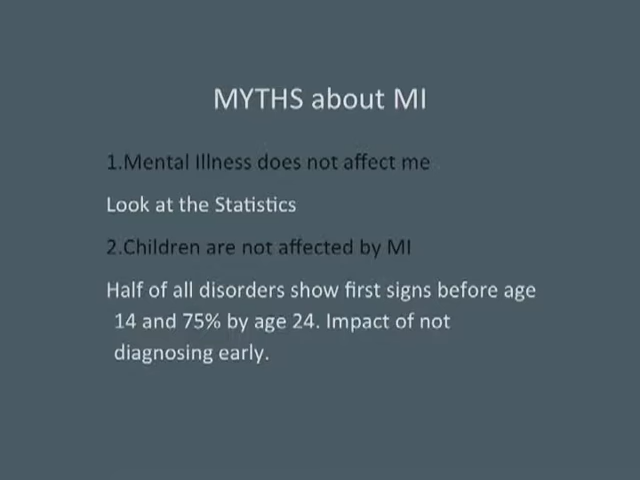 MYTHS about MI
1.Mental Illness does not affect me
Look at the Statistics
2.Children are not affected by MI
Half of all disorders show first signs before age
14 and 75% by age 24. Impact of not
diagnosing early.